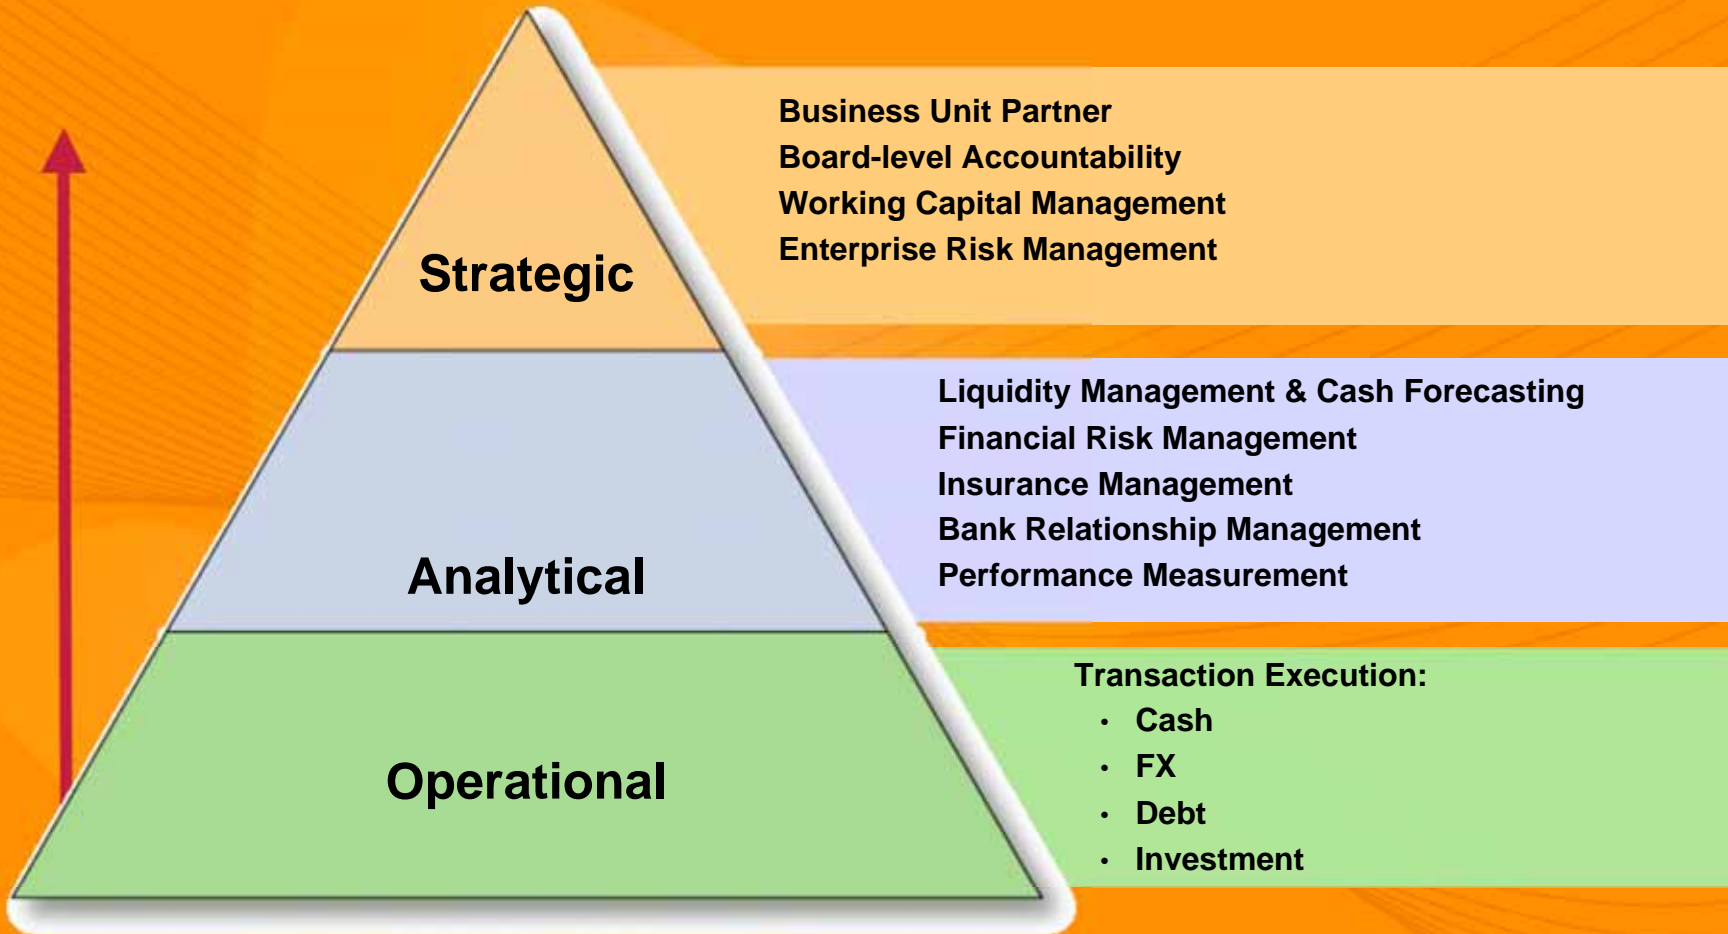 Strategic
Business Unit Partner
Board-level Accountability
Working Capital Management
Enterprise Risk Management
Analytical
Liquidity Management & Cash Forecasting
Financial Risk Management
Insurance Management
Bank Relationship Management
Performance Measurement
Operational
Transaction Execution:
• Cash
• FX
• Debt
• Investment